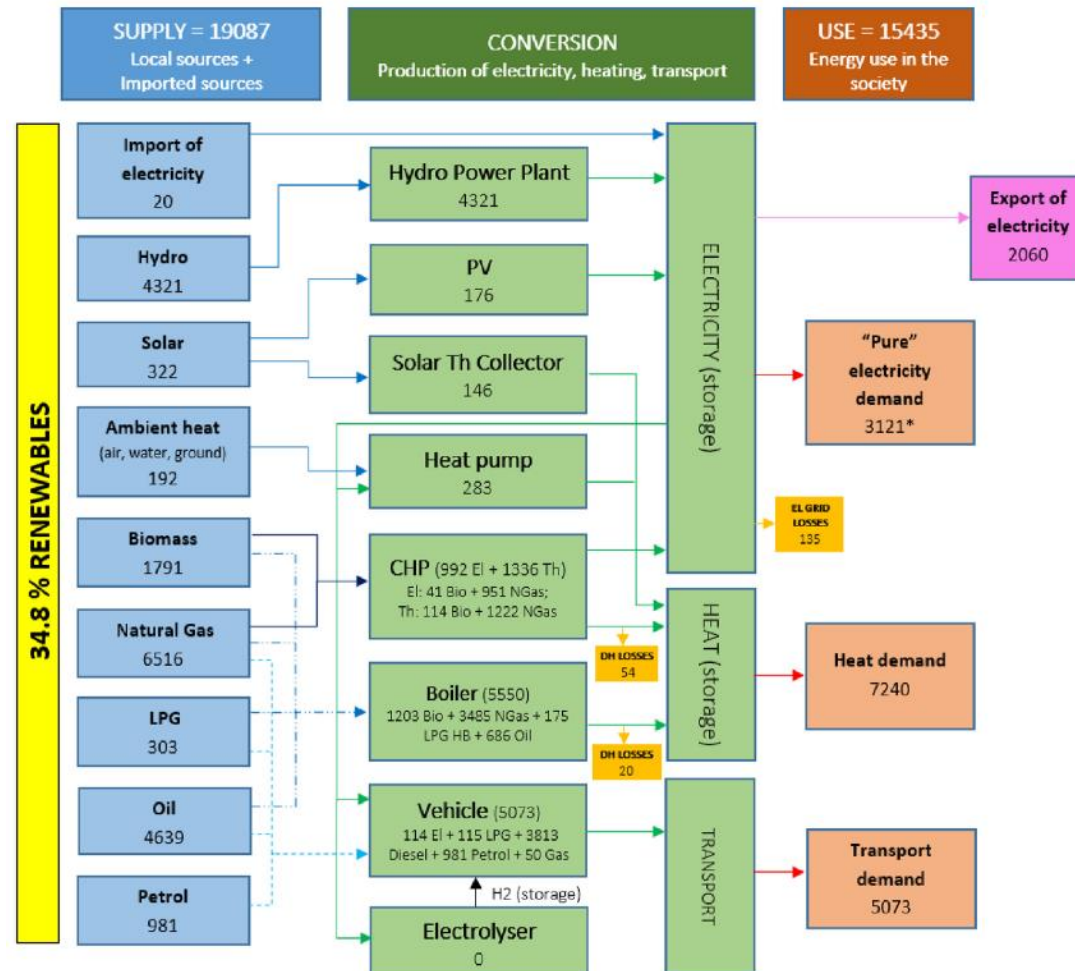 SUPPLY = 19087
Local sources +
Imported sources
CONVERSION
Production of electricity, heating, transport
USE = 15435
Energy use in the
society
34.8 % RENEWABLES
Import of
electricity
20
Hydro
4321
Solar
322
Ambient heat
(air, water, ground)
192
Biomass
1791
Natural Gas
6516
LPG
303
Oil
4639
Petrol
981
Hydro Power Plant
4321
PV
176
Solar Th Collector
146
Heat pump
283
CHP (992 El + 1336 Th)
El: 41 Bio + 951 NGas;
Th: 114 Bio + 1222 NGas
DH LOSSES
54
Boiler (5550)
1203 Bio + 3485 NGas + 175
LPG HB + 686 Oil
DH LOSSES
20
Vehicle (5073)
114 El + 115 LPG + 3813
Diesel + 981 Petrol + 50 Gas
H2 (storage)
Electrolyser
0
ELECTRICITY (storage)
HEAT (storage)
TRANSPORT
Export of
electricity
2060
“Pure”
electricity
demand
3121*
EL GRID
LOSSES
135
Heat demand
7240
Transport
demand
5073